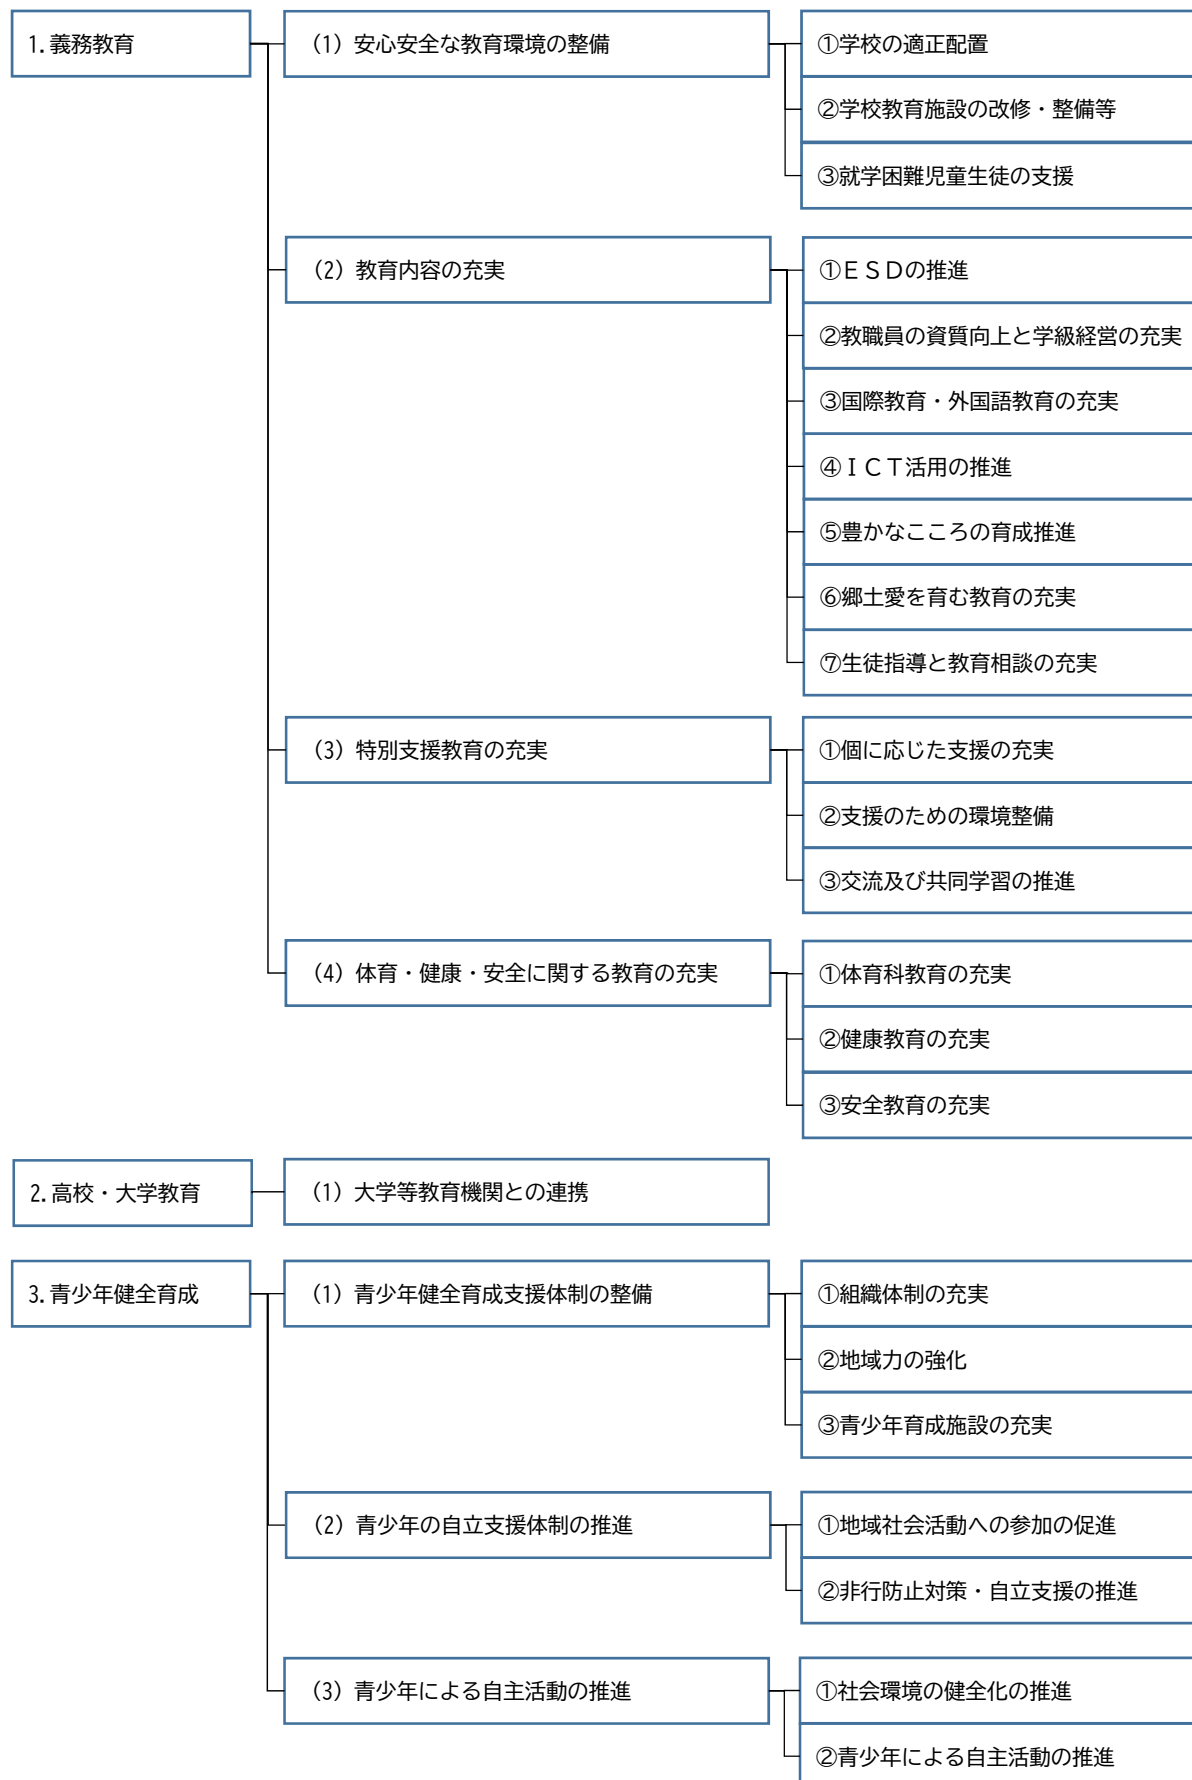 1.義務教育
(1) 安心安全な教育環境の整備
①学校の適正配置
②学校教育施設の改修・整備等
③就学困難児童生徒の支援
(2) 教育内容の充実
①ESDの推進
②教職員の資質向上と学級経営の充実
③国際教育・外国語教育の充実
④ICT活用の推進
⑤豊かなこころの育成推進
⑥郷土愛を育む教育の充実
⑦生徒指導と教育相談の充実
(3) 特別支援教育の充実
①個に応じた支援の充実
②支援のための環境整備
③交流及び共同学習の推進
(4) 体育・健康・安全に関する教育の充実
①体育科教育の充実
②健康教育の充実
③安全教育の充実
2.高校・大学教育
(1) 大学等教育機関との連携
3.青少年健全育成
(1) 青少年健全育成支援体制の整備
①組織体制の充実
②地域力の強化
③青少年育成施設の充実
(2) 青少年の自立支援体制の推進
①地域社会活動への参加の促進
②非行防止対策・自立支援の推進
(3) 青少年による自主活動の推進
①社会環境の健全化の推進
②青少年による自主活動の推進